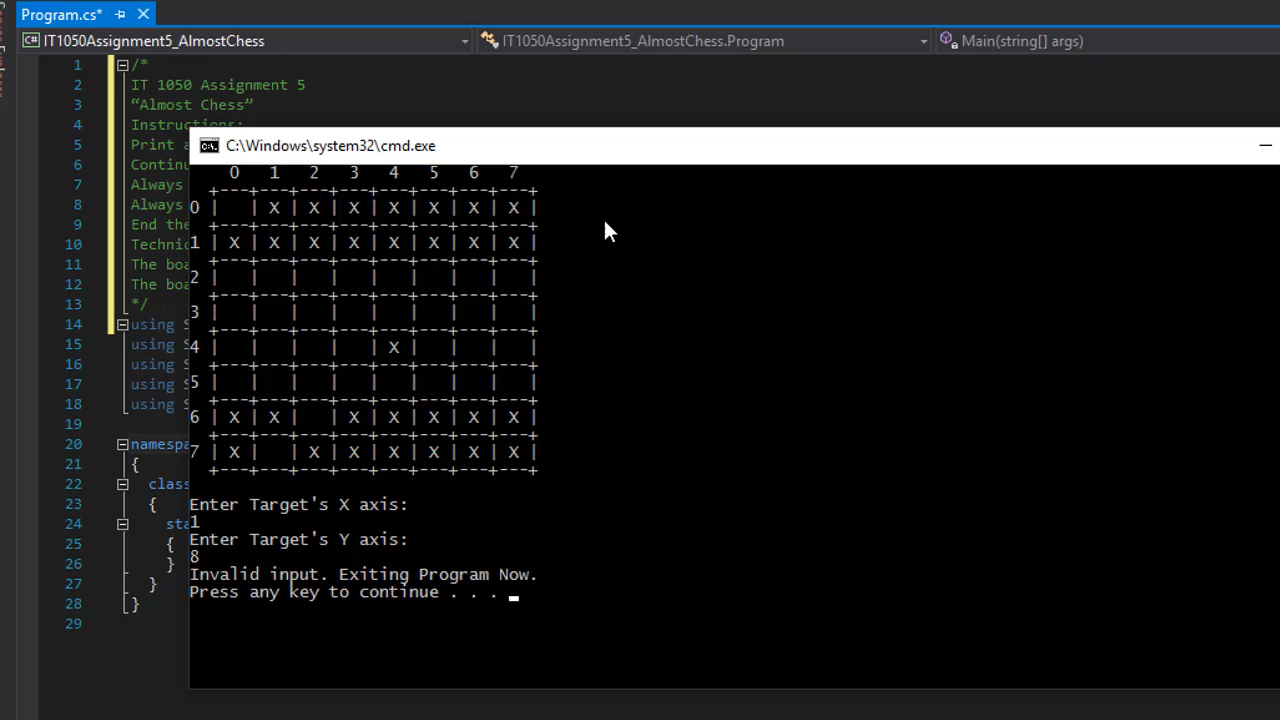 Program.cs*
IT1050Assignment5_AlmostChess IT1050Assignment5_AlmostChess.Program Main(string[] args)
1 /*
2 IT 1050 Assignment 5
3 “Almost Chess”
4 Instructions:
5 Print a
6 Continu
7 Always
8 Always
9 End the
10 Technic
11 The boa
12 The boa
13 */
14 using S
15 using S
16 using S
17 using S
18 using S
19
20 namespa
21 {
22 class
23 {
24 sta
25 {
26 }
27 }
28 }
29
C:\Windows\system32\cmd.exe
0 1 2 3 4 5 6 7
+---+---+---+---+---+---+---+---+
0 |   | X | X | X | X | X | X | X |
+---+---+---+---+---+---+---+---+
1 | X | X | X | X | X | X | X | X |
+---+---+---+---+---+---+---+---+
2 |   |   |   |   |   |   |   |   |
+---+---+---+---+---+---+---+---+
3 |   |   |   |   |   |   |   |   |
+---+---+---+---+---+---+---+---+
4 |   |   |   |   | X |   |   |   |
+---+---+---+---+---+---+---+---+
5 |   |   |   |   |   |   |   |   |
+---+---+---+---+---+---+---+---+
6 | X | X |   | X | X | X | X | X |
+---+---+---+---+---+---+---+---+
7 | X |   | X | X | X | X | X | X |
+---+---+---+---+---+---+---+---+
Enter Target's X axis:
1
Enter Target's Y axis:
8
Invalid input. Exiting Program Now.
Press any key to continue . . .